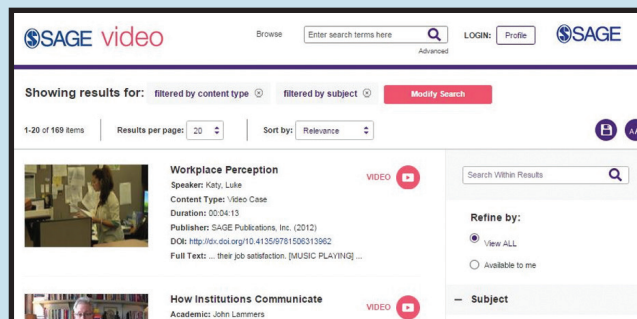 SAGE video
Browse
Enter search terms here
Advanced
LOGIN: Profile
SAGE
Showing results for: filtered by content type filtered by subject Modify Search
1-20 of 169 items Results per page: 20 Sort by: Relevance
Workplace Perception
VIDEO
Speaker: Katy, Luke
Content Type: Video Case
Duration: 00:04:13
Publisher: SAGE Publications, Inc. (2012)
DOI: http://dx.doi.org/10.4135/9781506313962
Full Text: ... their job satisfaction. [MUSIC PLAYING] ...
How Institutions Communicate
VIDEO
Academic: John Lammers
Search Within Results
Refine by:
View ALL
Available to me
– Subject